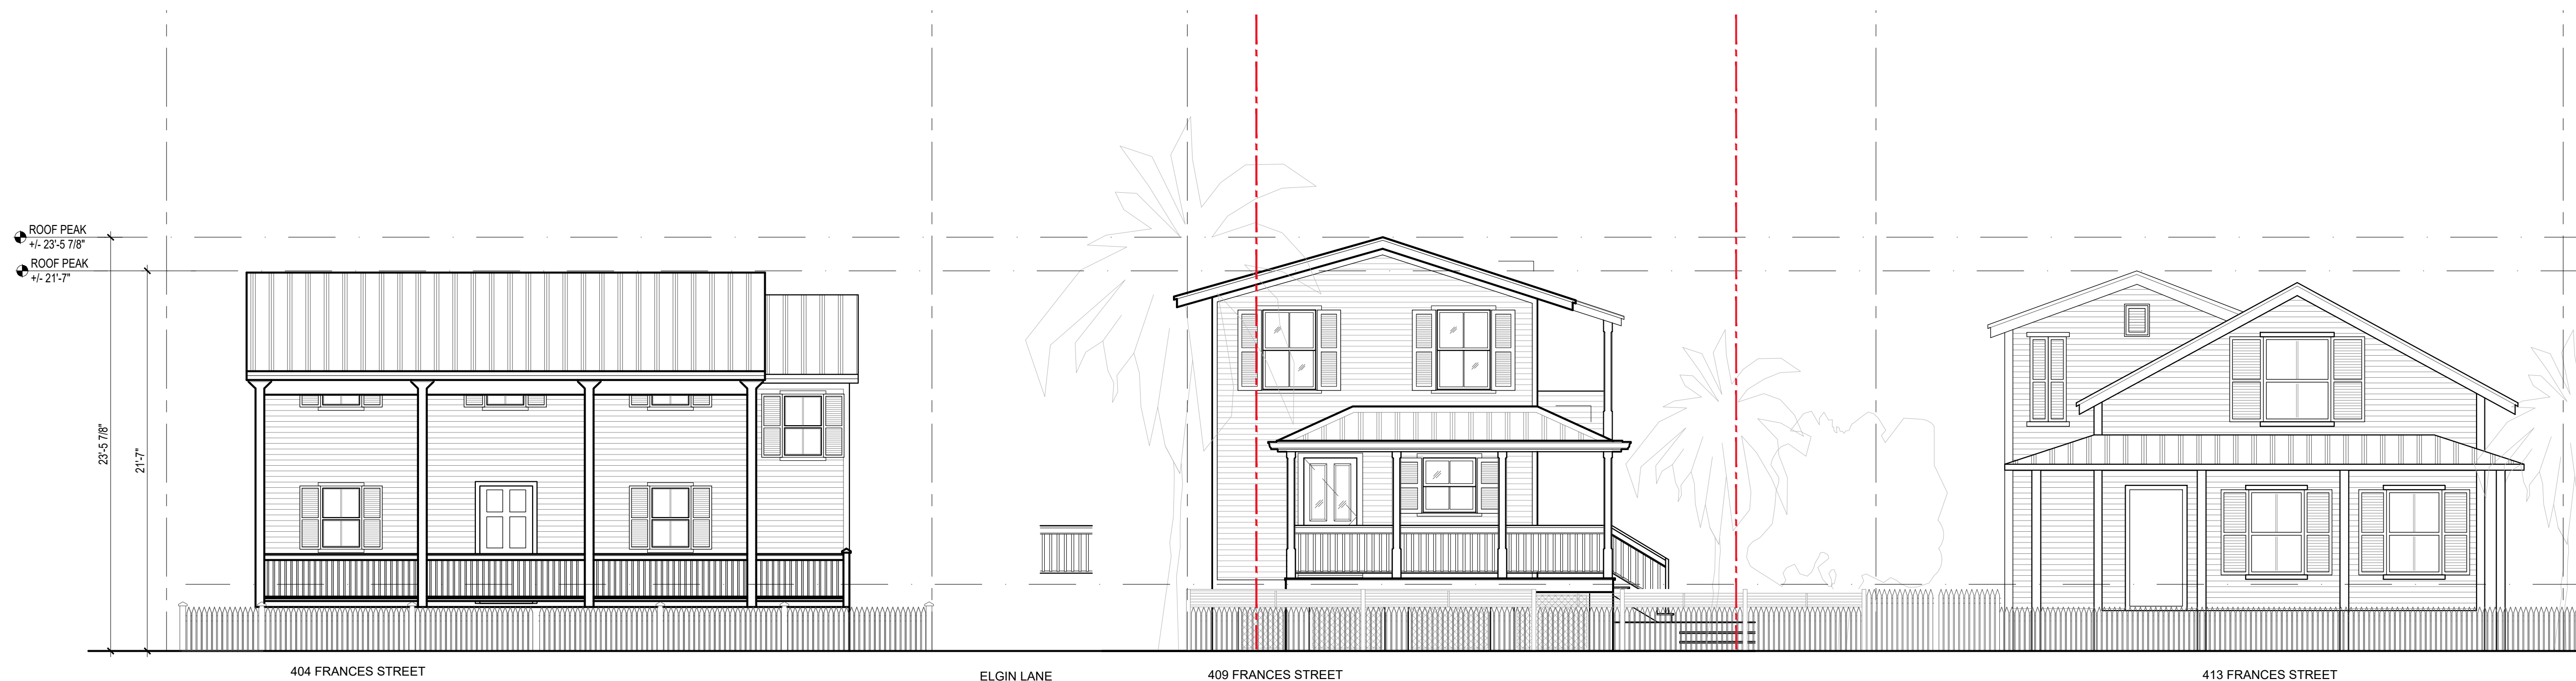 ROOF PEAK
+/- 23'-5 7/8"
ROOF PEAK
+/- 21'-7"
23'-5 7/8"
21'-7"
404 FRANCES STREET
ELGIN LANE
409 FRANCES STREET
413 FRANCES STREET